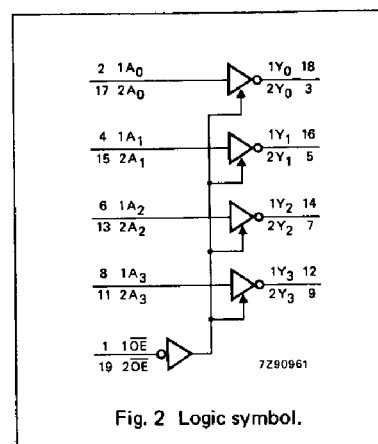 2 1A0 1Y0 18
17 2A0 2Y0 3
4 1A1 1Y1 16
15 2A1 2Y1 5
6 1A2 1Y2 14
13 2A2 2Y2 7
8 1A3 1Y3 12
11 2A3 2Y3 9
1 1O̅E̅
19 2O̅E̅
7Z90961
Fig. 2 Logic symbol.